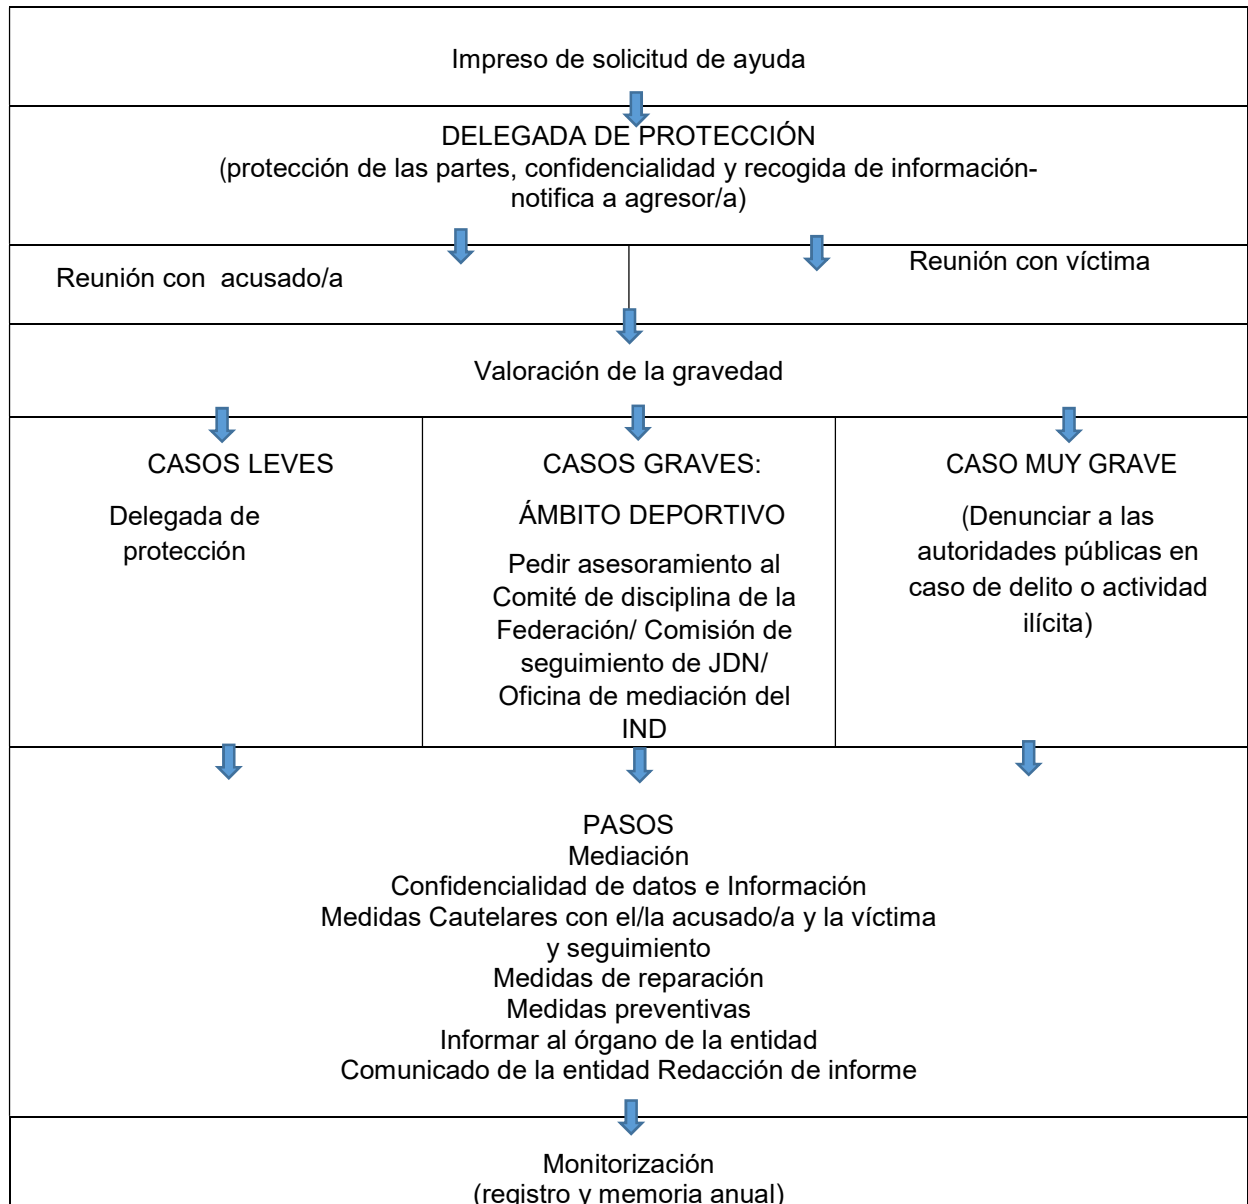 Impreso de solicitud de ayuda
DELEGADA DE PROTECCIÓN
(protección de las partes, confidencialidad y recogida de información-
notifica a agresor/a)
Reunión con acusado/a
Reunión con víctima
Valoración de la gravedad
CASOS LEVES
Delegada de
protección
CASOS GRAVES:
ÁMBITO DEPORTIVO
Pedir asesoramiento al
Comité de disciplina de la
Federación/ Comisión de
seguimiento de JDN/
Oficina de mediación del
IND
CASO MUY GRAVE
(Denunciar a las
autoridades públicas en
caso de delito o actividad
ilícita)
PASOS
Mediación
Confidencialidad de datos e Información
Medidas Cautelares con el/la acusado/a y la víctima
y seguimiento
Medidas de reparación
Medidas preventivas
Informar al órgano de la entidad
Comunicado de la entidad Redacción de informe
Monitorización
(registro y memoria anual)